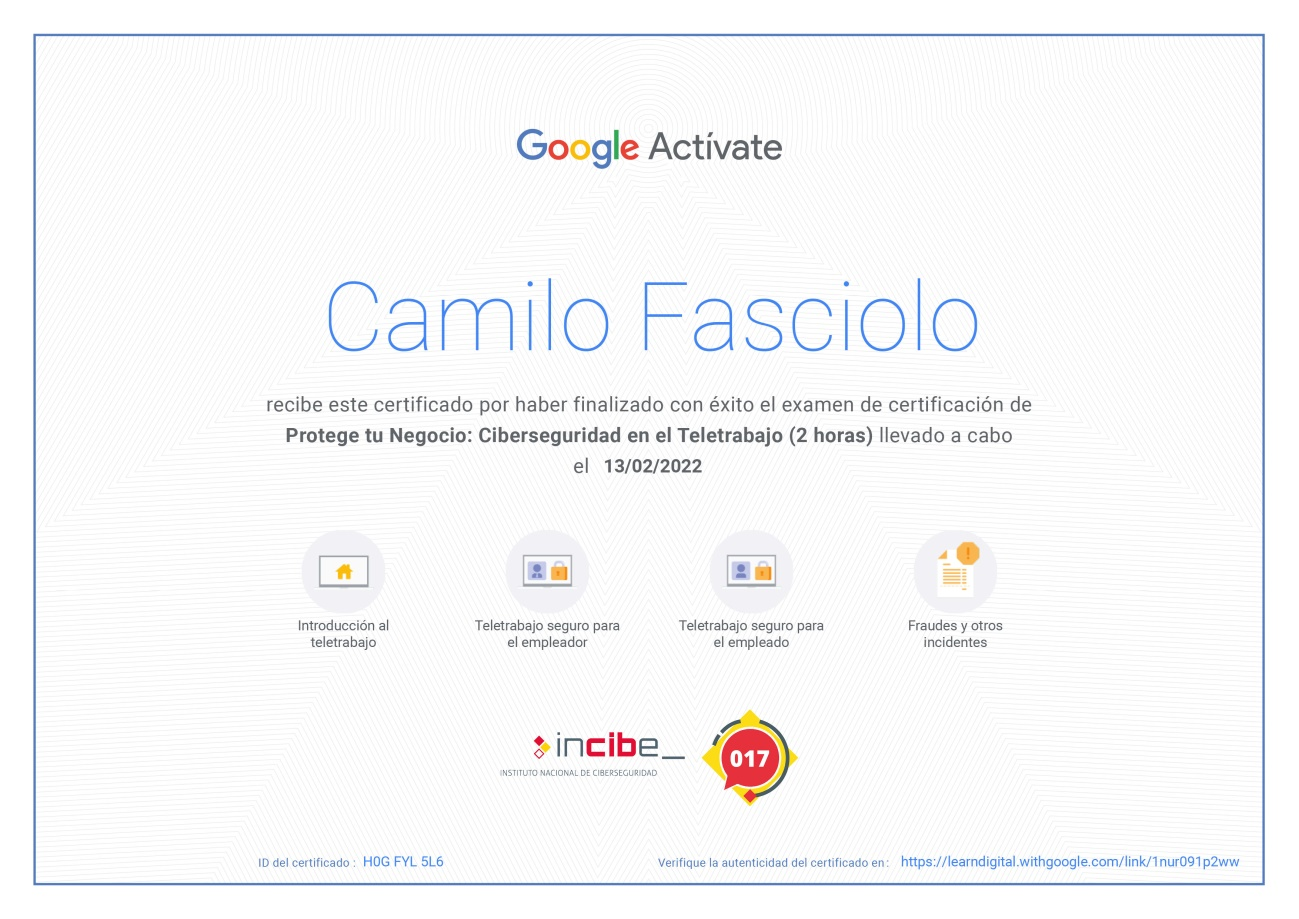 Google Actívate
Camilo Fasciolo
recibe este certificado por haber finalizado con éxito el examen de certificación de
Protege tu Negocio: Ciberseguridad en el Teletrabajo (2 horas) llevado a cabo
el 13/02/2022
Introducción al
teletrabajo
Teletrabajo seguro para
el empleador
Teletrabajo seguro para
el empleado
Fraudes y otros
incidentes
incibe_
INSTITUTO NACIONAL DE CIBERSEGURIDAD
017
ID del certificado : H0G FYL 5L6
Verifique la autenticidad del certificado en: https://learndigital.withgoogle.com/link/1nur091p2ww